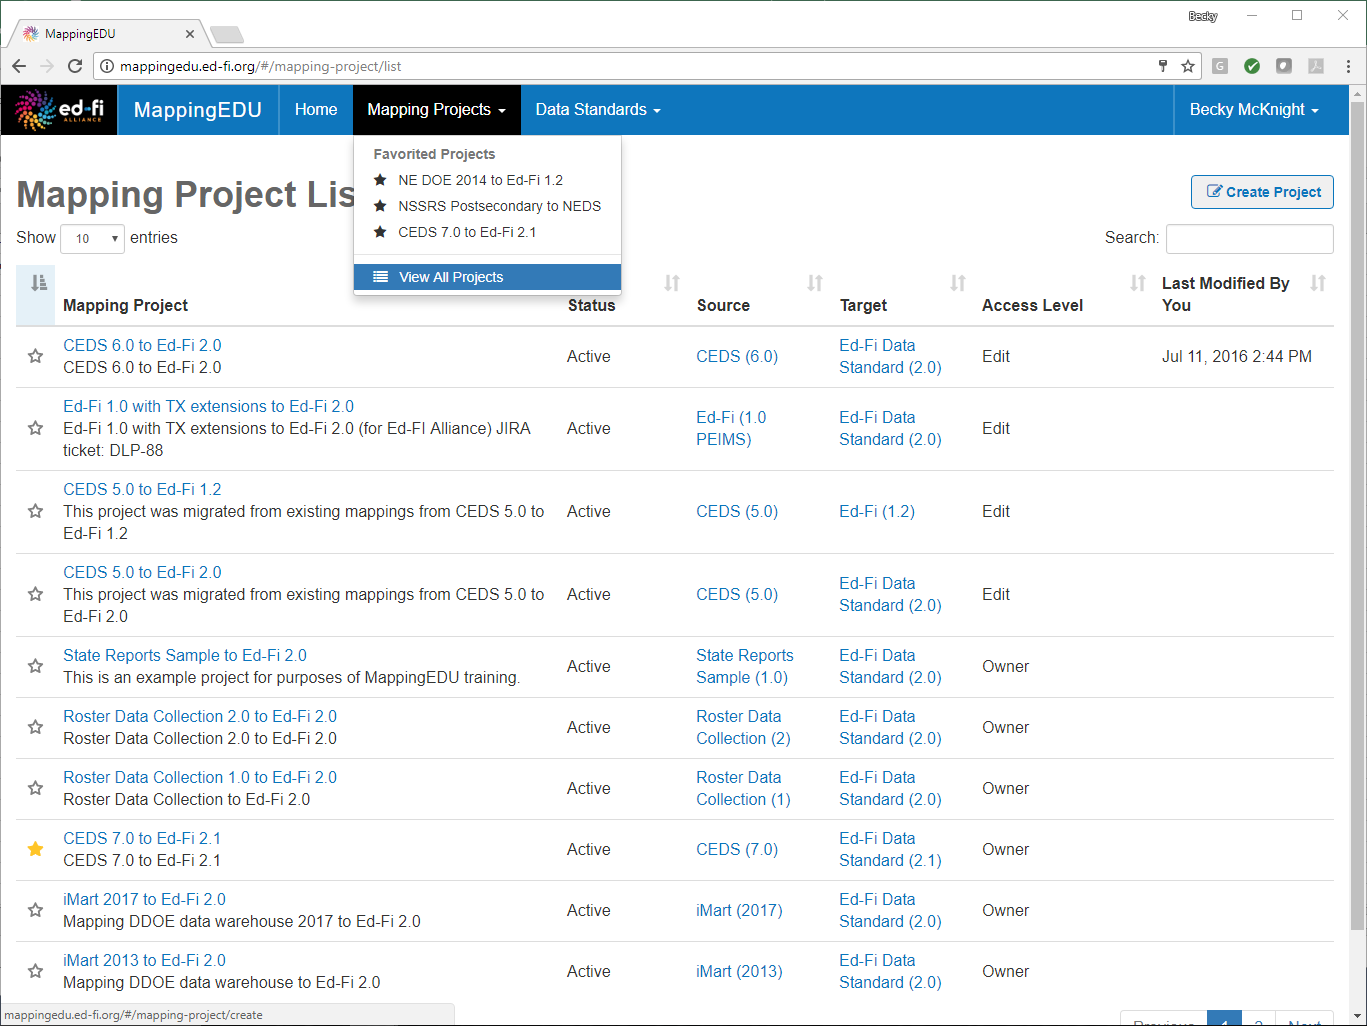 Becky
MappingEDU
mappingedu.ed-fi.org/#/mapping-project/list
ed-fi
ALLIANCE
MappingEDU
Home
Mapping Projects
Data Standards
Becky McKnight
Favorited Projects
NE DOE 2014 to Ed-Fi 1.2
NSSRS Postsecondary to NEDS
CEDS 7.0 to Ed-Fi 2.1
View All Projects
Mapping Project Lis
Create Project
Show 10 entries
Search:
Mapping Project
Status
Source
Target
Access Level
Last Modified By
You
CEDS 6.0 to Ed-Fi 2.0
CEDS 6.0 to Ed-Fi 2.0
Active
CEDS (6.0)
Ed-Fi Data
Standard (2.0)
Edit
Jul 11, 2016 2:44 PM
Ed-Fi 1.0 with TX extensions to Ed-Fi 2.0
Ed-Fi 1.0 with TX extensions to Ed-Fi 2.0 (for Ed-FI Alliance) JIRA
ticket: DLP-88
Active
Ed-Fi (1.0
PEIMS)
Ed-Fi Data
Standard (2.0)
Edit
CEDS 5.0 to Ed-Fi 1.2
This project was migrated from existing mappings from CEDS 5.0 to
Ed-Fi 1.2
Active
CEDS (5.0)
Ed-Fi (1.2)
Edit
CEDS 5.0 to Ed-Fi 2.0
This project was migrated from existing mappings from CEDS 5.0 to
Ed-Fi 2.0
Active
CEDS (5.0)
Ed-Fi Data
Standard (2.0)
Edit
State Reports Sample to Ed-Fi 2.0
This is an example project for purposes of MappingEDU training.
Active
State Reports
Sample (1.0)
Ed-Fi Data
Standard (2.0)
Owner
Roster Data Collection 2.0 to Ed-Fi 2.0
Roster Data Collection 2.0 to Ed-Fi 2.0
Active
Roster Data
Collection (2)
Ed-Fi Data
Standard (2.0)
Owner
Roster Data Collection 1.0 to Ed-Fi 2.0
Roster Data Collection to Ed-Fi 2.0
Active
Roster Data
Collection (1)
Ed-Fi Data
Standard (2.0)
Owner
CEDS 7.0 to Ed-Fi 2.1
CEDS 7.0 to Ed-Fi 2.1
Active
CEDS (7.0)
Ed-Fi Data
Standard (2.1)
Owner
iMart 2017 to Ed-Fi 2.0
Mapping DDOE data warehouse 2017 to Ed-Fi 2.0
Active
iMart (2017)
Ed-Fi Data
Standard (2.0)
Owner
iMart 2013 to Ed-Fi 2.0
Mapping DDOE data warehouse to Ed-Fi 2.0
Active
iMart (2013)
Ed-Fi Data
Standard (2.0)
Owner
mappingedu.ed-fi.org/#/mapping-project/create
Previous 1 2 Next